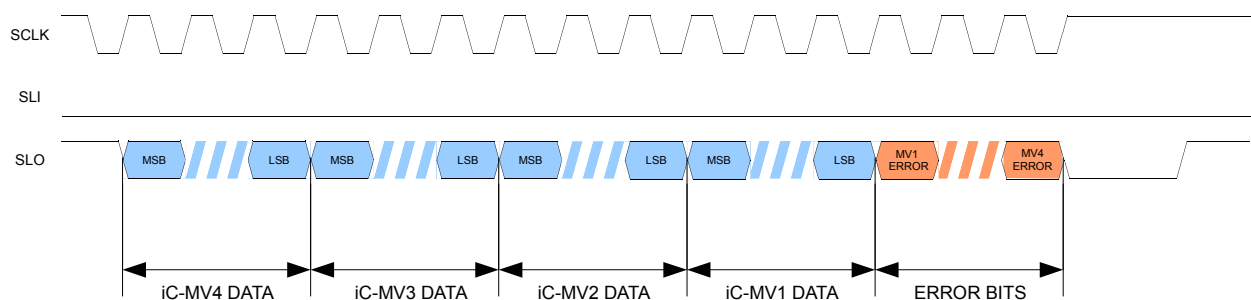 SCLK
SLI
SLO
MSB LSB MSB LSB MSB LSB MSB LSB MV1 ERROR MV4 ERROR
iC-MV4 DATA iC-MV3 DATA iC-MV2 DATA iC-MV1 DATA ERROR BITS